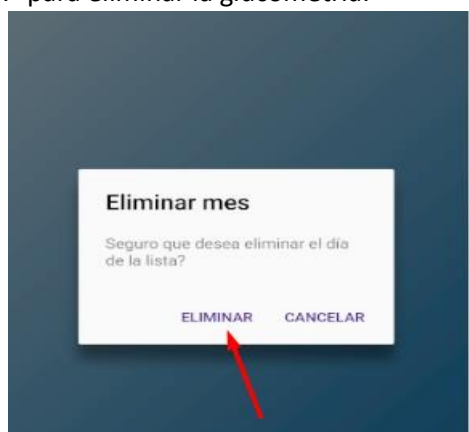 para eliminar la glucometría.
Eliminar mes
Seguro que desea eliminar el día
de la lista?
ELIMINAR CANCELAR